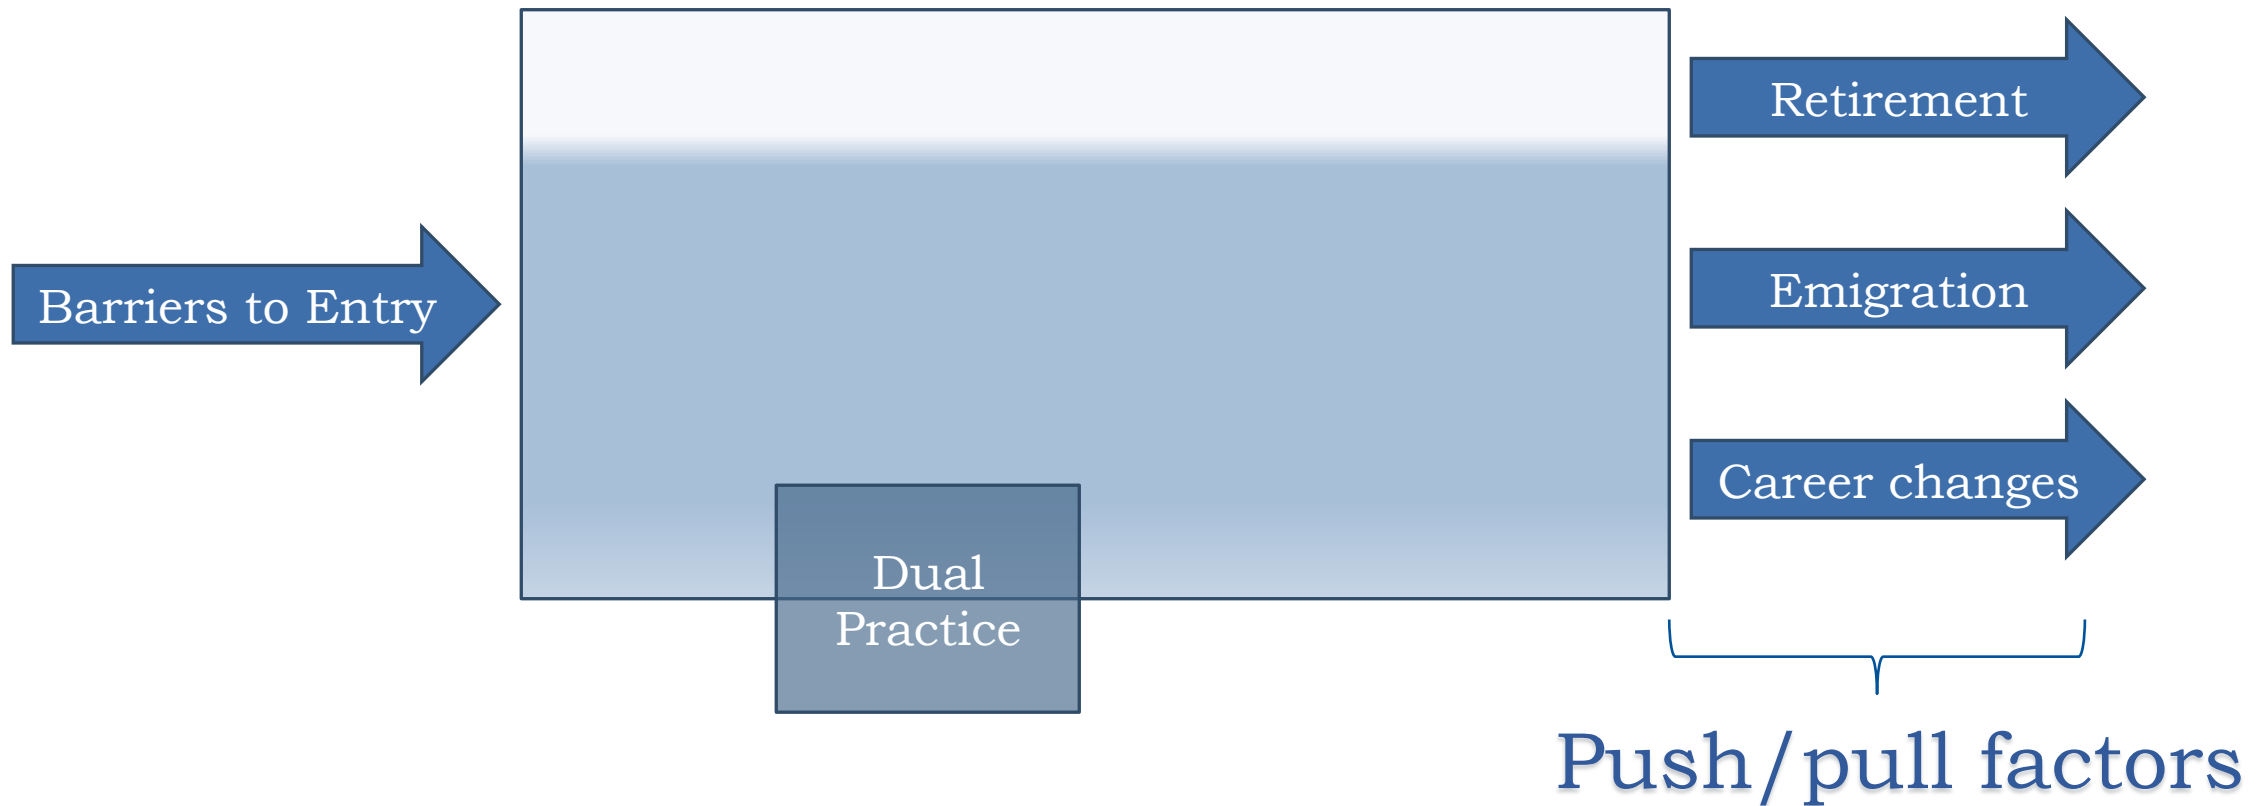 Barriers to Entry
Retirement
Emigration
Career changes
Dual
Practice
Push/pull factors